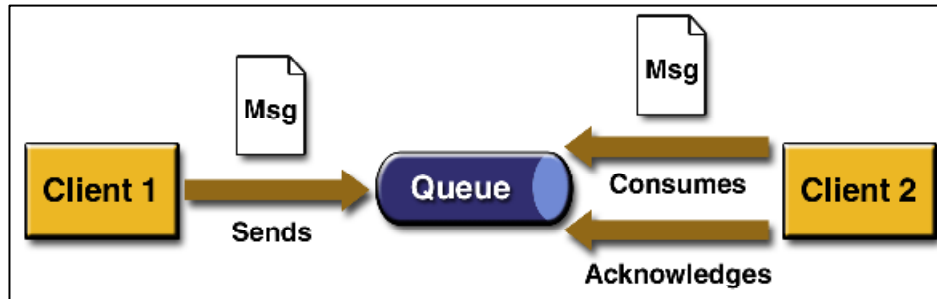 Msg
Msg
Client 1
Queue
Client 2
Sends
Consumes
Acknowledges